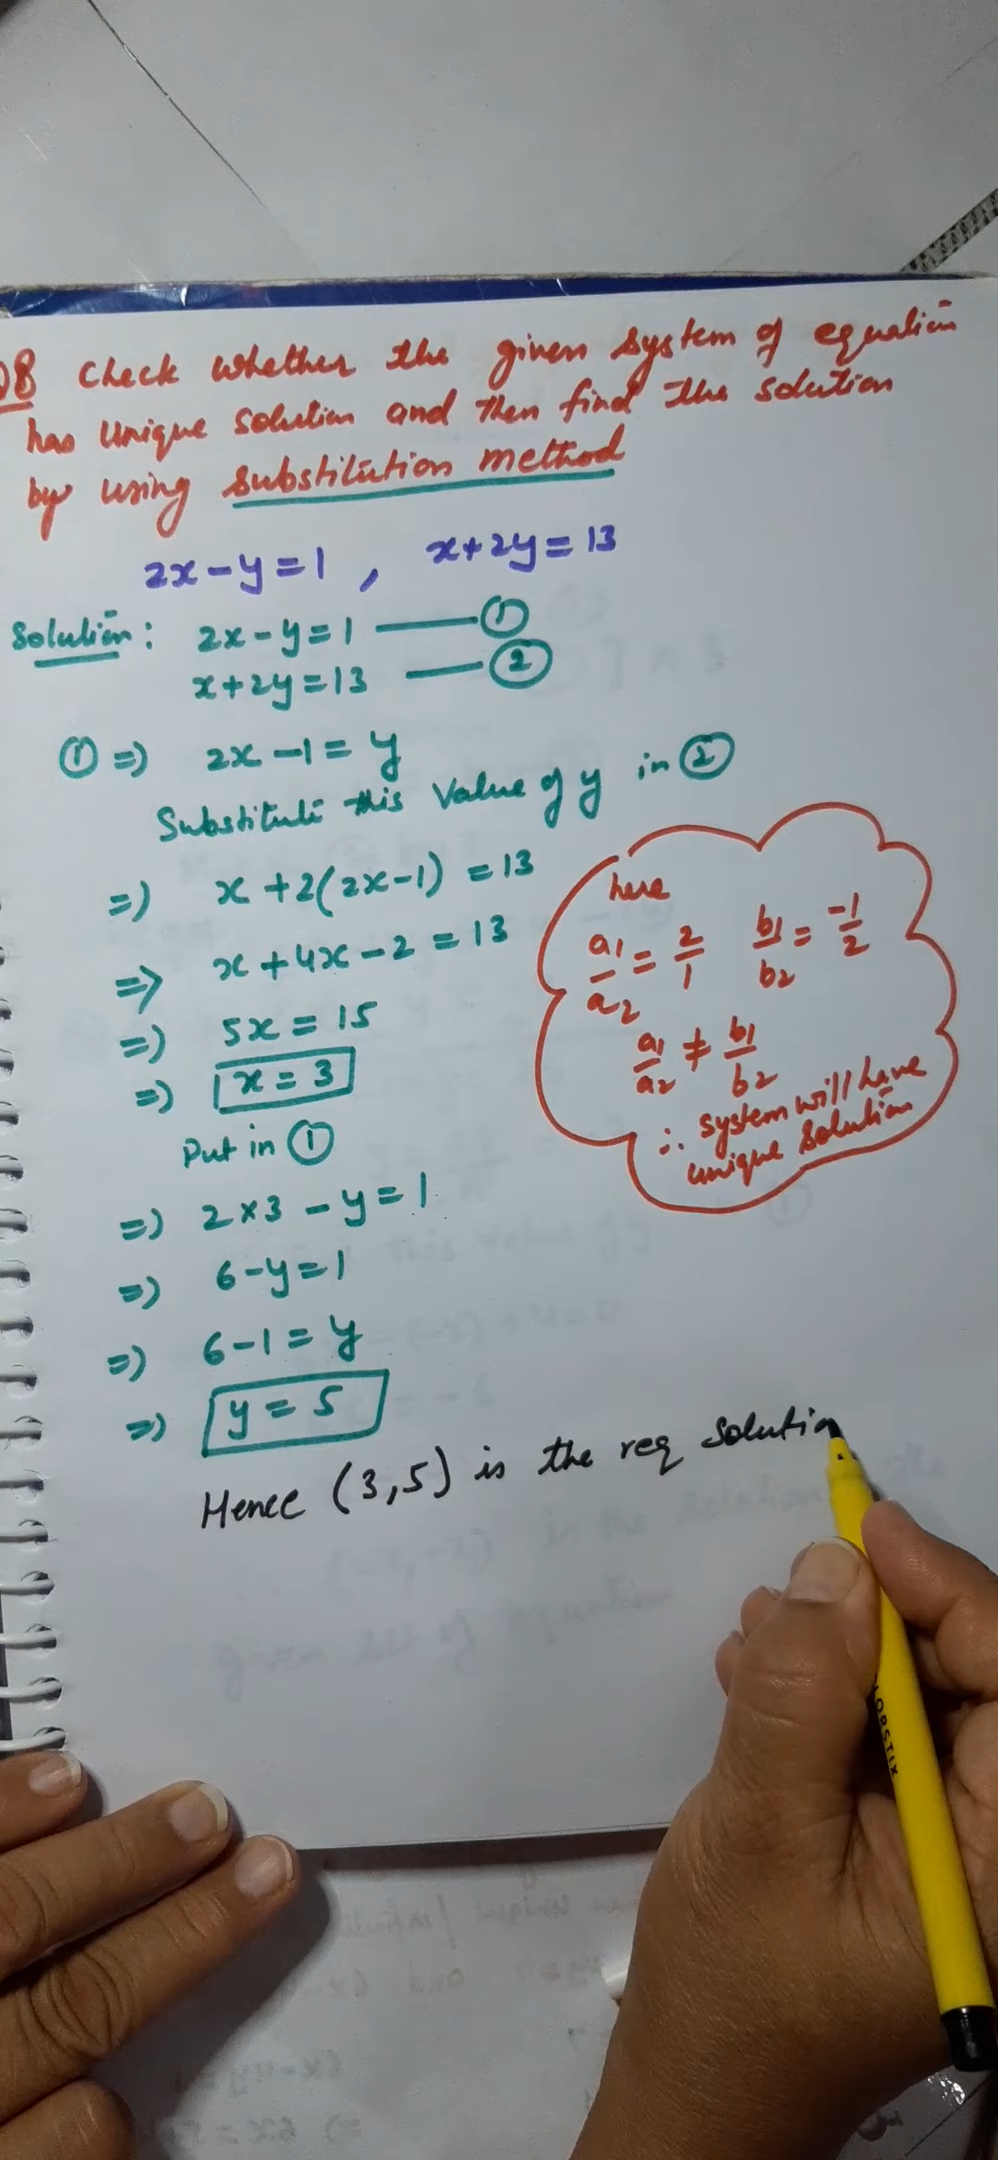 Q8 Check whether the given system of equation
has unique solution and then find the solution
by using substitution method
2x-y=1, x+2y=13
Solution: 2x-y=1 —— ①
x+2y=13 —— ②
① => 2x-1=y
Substitute this value of y in ②
=> x+2(2x-1)=13
=> x+4x-2=13
=> 5x=15
=> x=3
Put in ①
=> 2×3-y=1
=> 6-y=1
=> 6-1=y
=> y=5
Hence (3,5) is the req solution
here
a1/a2 = 2/1 b1/b2 = -1/2
a1/a2 ≠ b1/b2
∴ system will have
unique solution
COLORSTIX